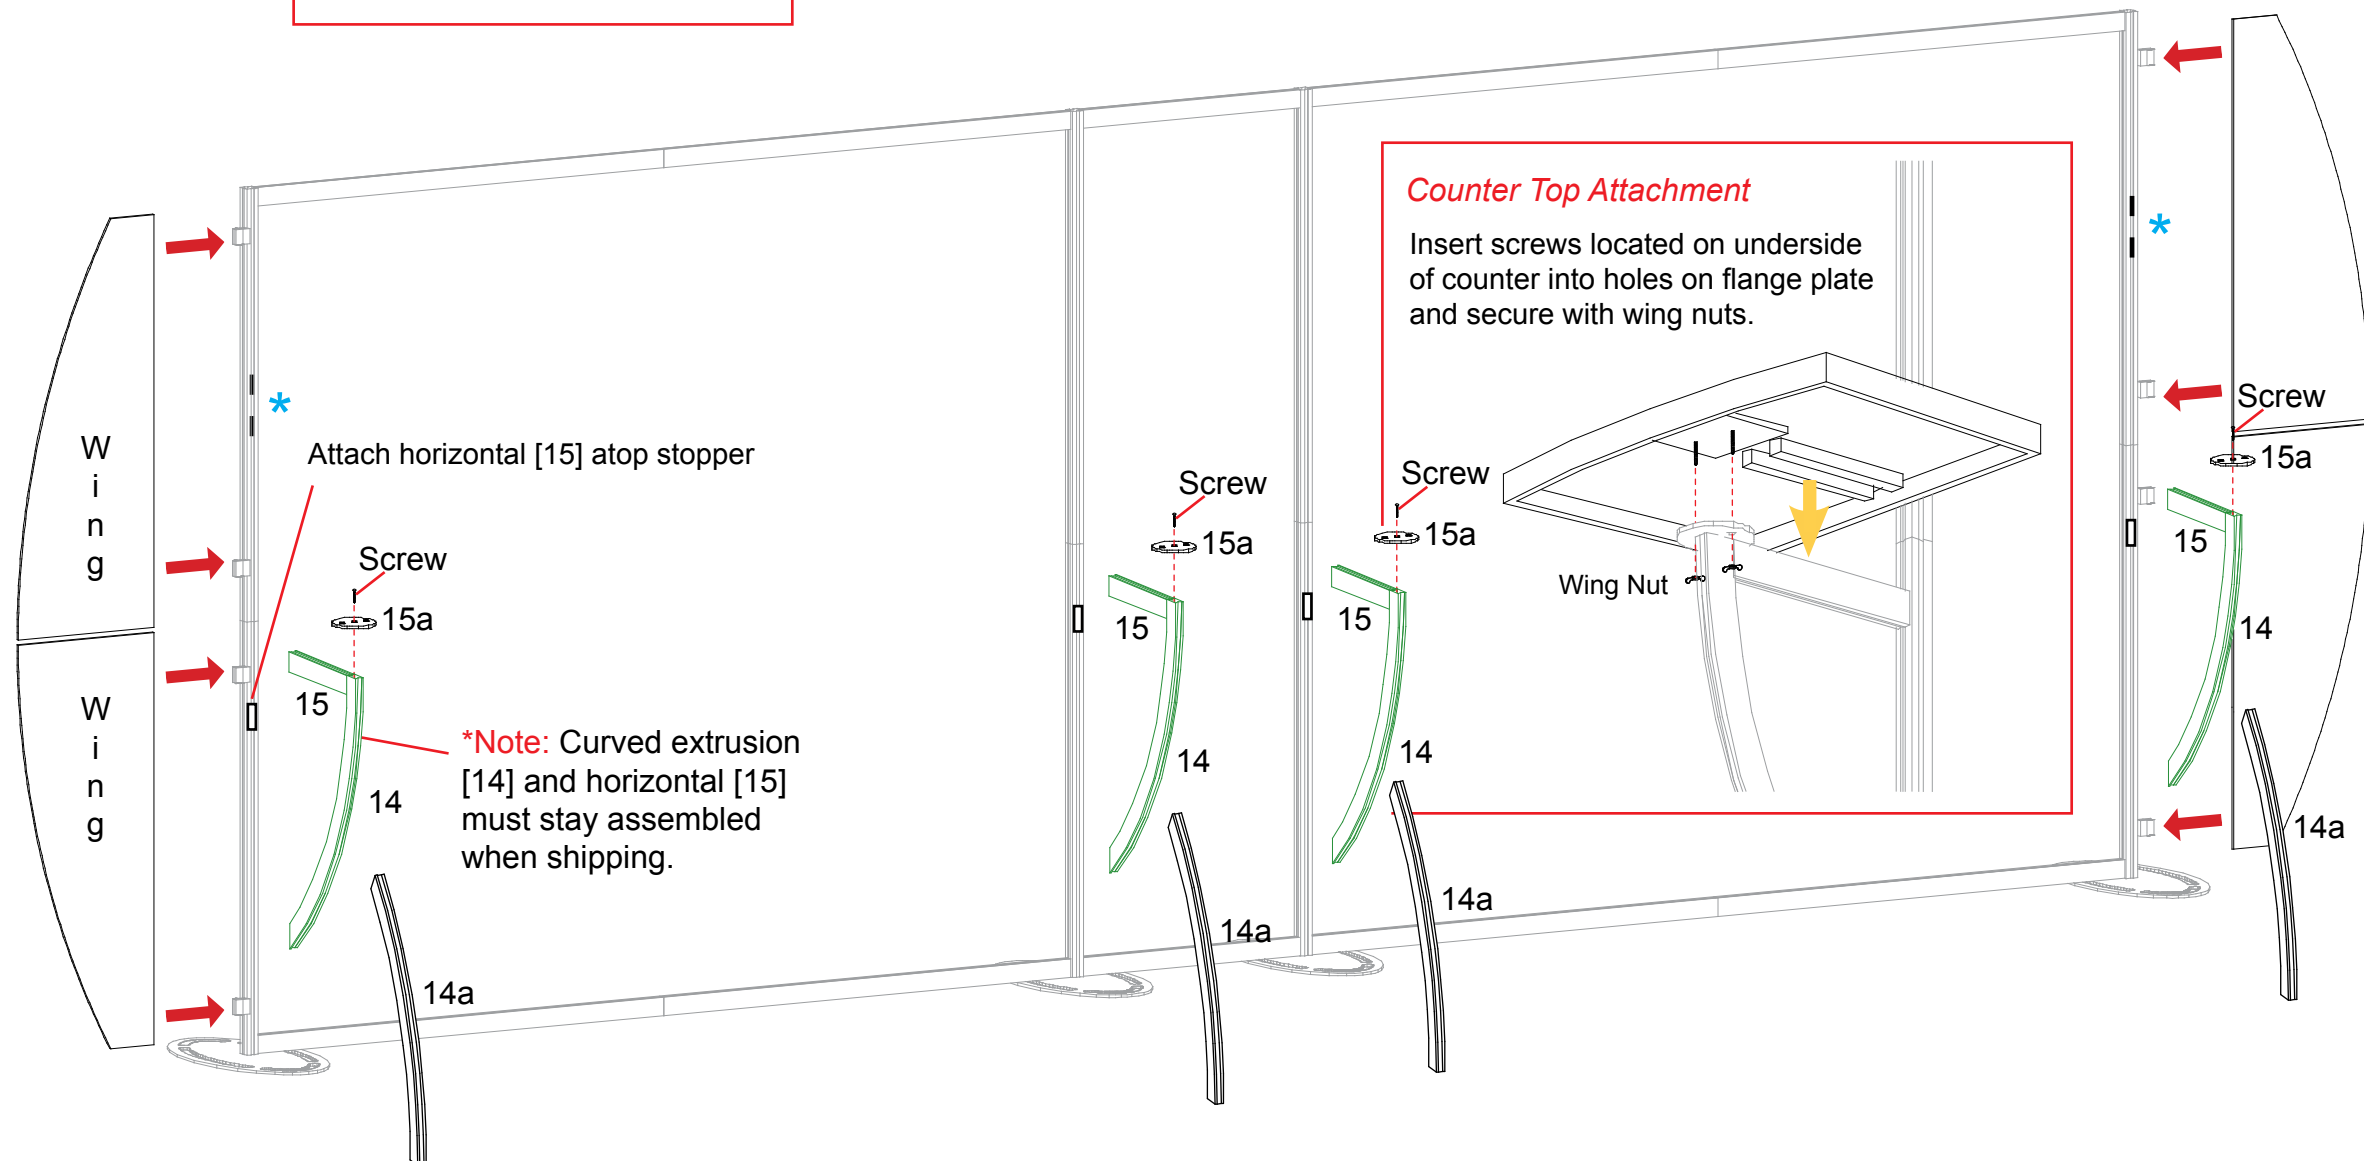 Counter Top Attachment
Insert screws located on underside
of counter into holes on flange plate
and secure with wing nuts.
Wing Nut
*
*
Attach horizontal [15] atop stopper
Wing
Wing
Screw
15a
15
14
14a
*Note: Curved extrusion
[14] and horizontal [15]
must stay assembled
when shipping.
Screw
15a
15
14
14a
Screw
15a
15
14
14a
Screw
15a
15
14
14a